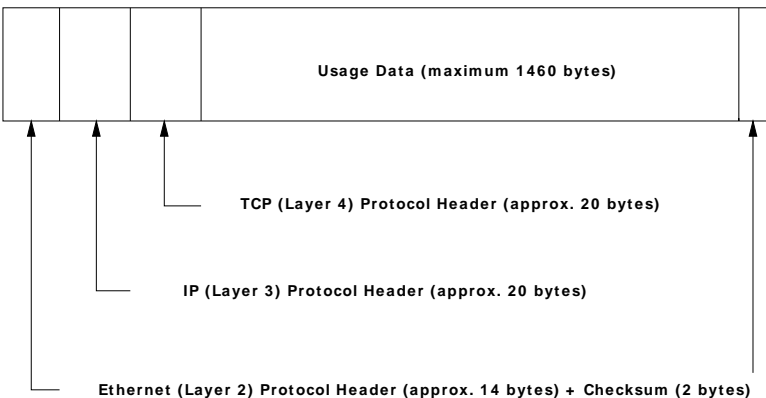 Usage Data (maximum 1460 bytes)
TCP (Layer 4) Protocol Header (approx. 20 bytes)
IP (Layer 3) Protocol Header (approx. 20 bytes)
Ethernet (Layer 2) Protocol Header (approx. 14 bytes) + Checksum (2 bytes)